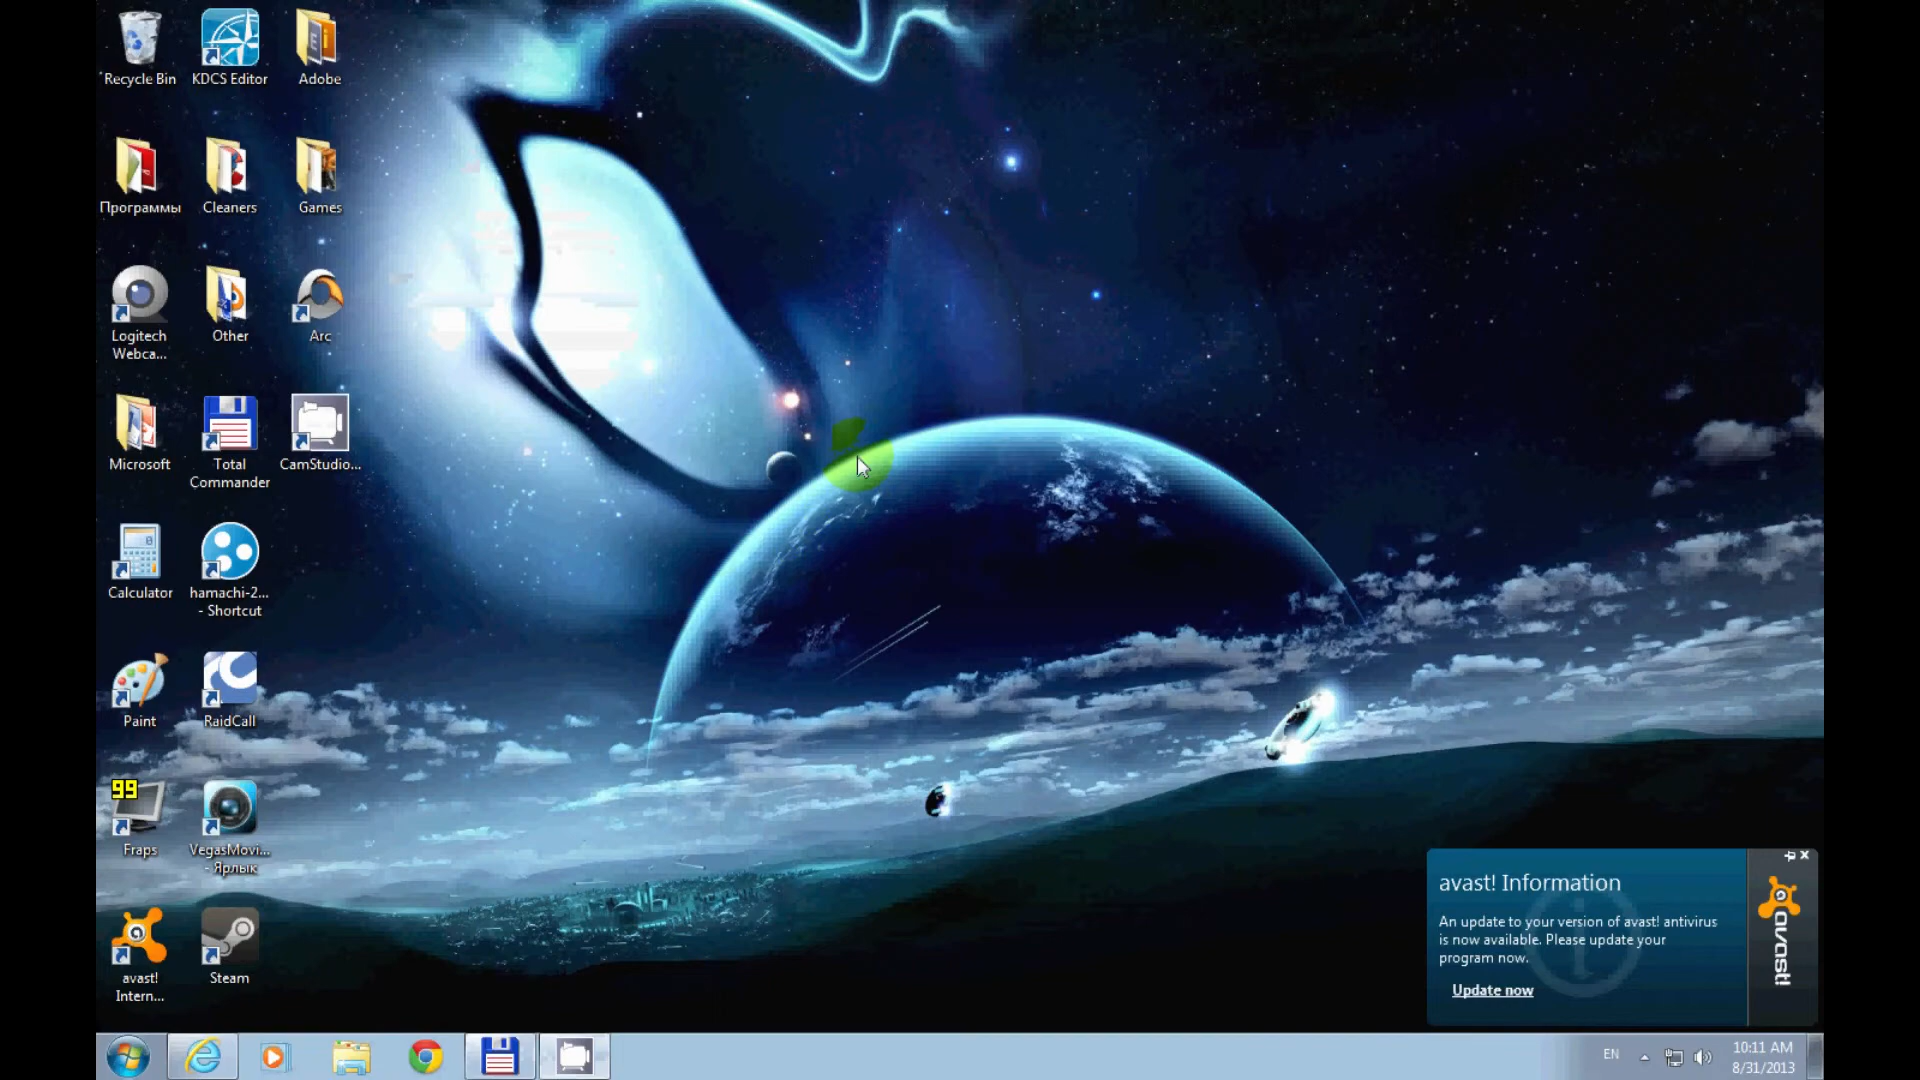 Recycle Bin
KDCS Editor
Adobe
Программы
Cleaners
Games
Logitech
Webca...
Other
Arc
Microsoft
Total
Commander
CamStudio...
Calculator
hamachi-2...
- Shortcut
Paint
RaidCall
99
Fraps
VegasMovi...
- Ярлык
avast!
Intern...
Steam
avast! Information
An update to your version of avast! antivirus
is now available. Please update your
program now.
Update now
avast!
EN
10:11 AM
8/31/2013